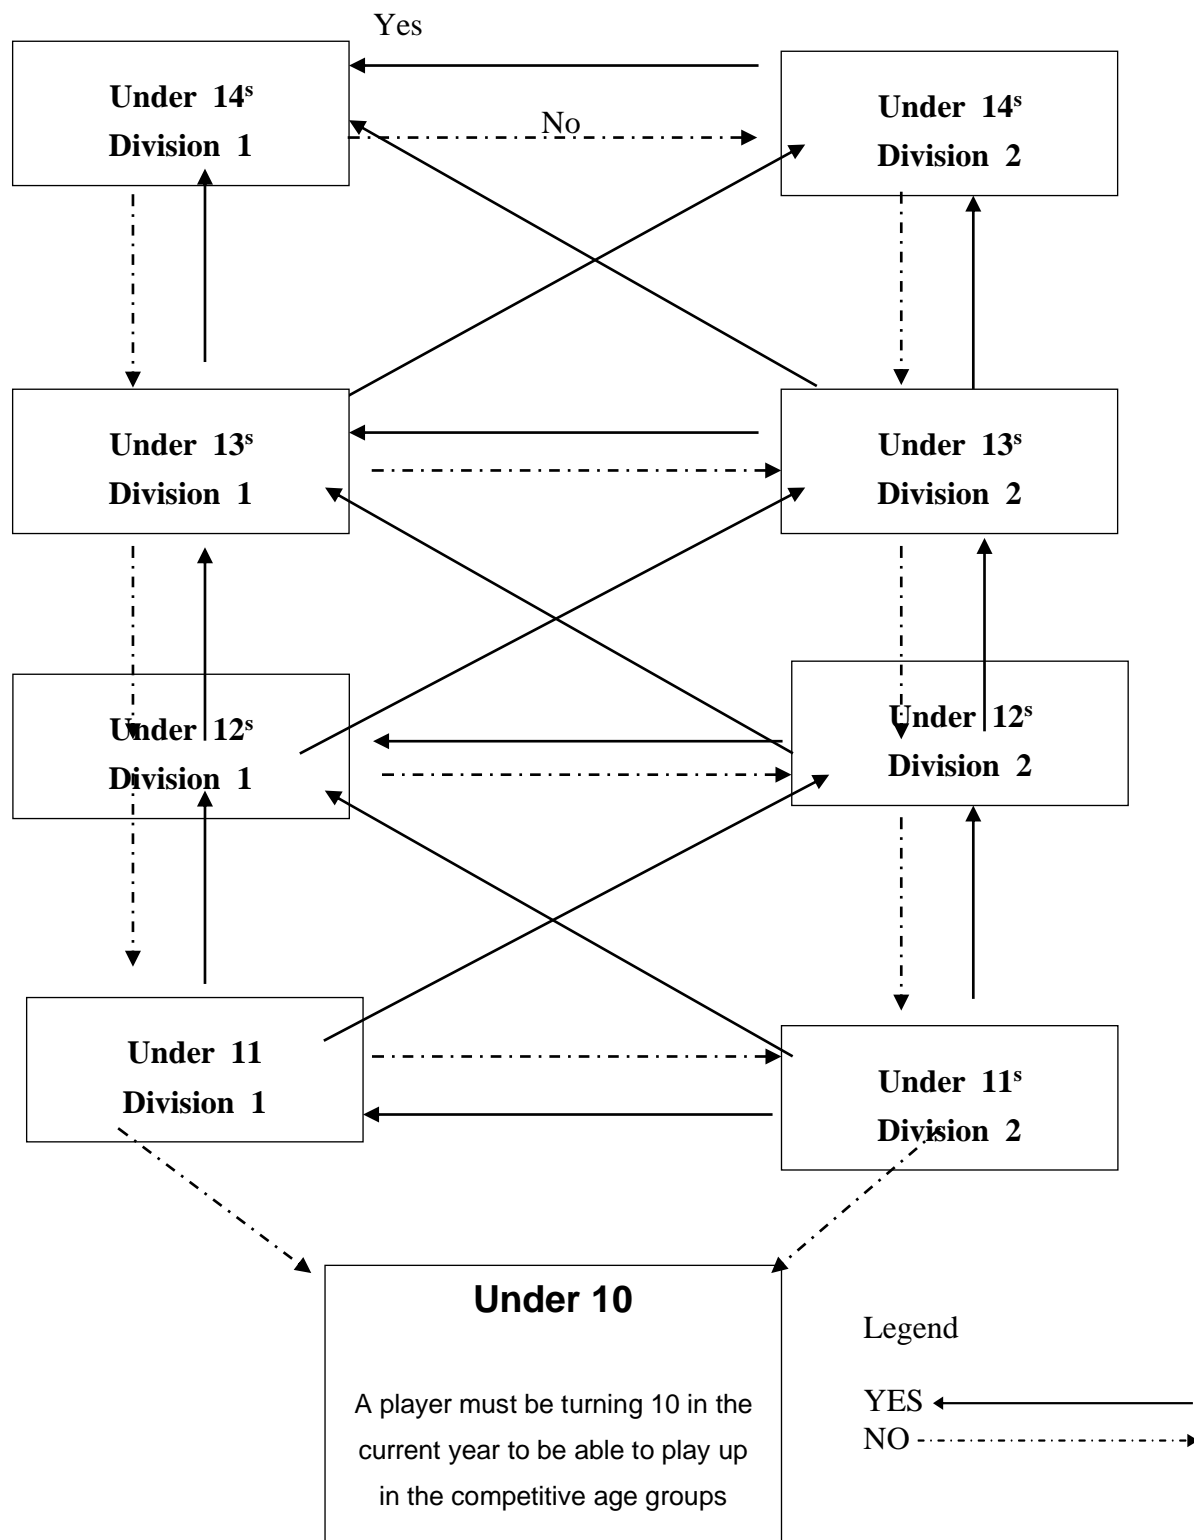 Yes
Under 14s
Division 1
No
Under 14s
Division 2
Under 13s
Division 1
Under 13s
Division 2
Under 12s
Division 1
Under 12s
Division 2
Under 11
Division 1
Under 11s
Division 2
Under 10
A player must be turning 10 in the
current year to be able to play up
in the competitive age groups
Legend
YES
NO